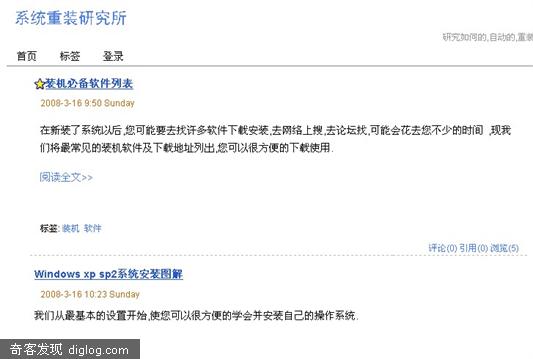 系统重装研究所
研究如何的,自动的,重装
首页 标签 登录
装机必备软件列表
2008-3-16 9:50 Sunday
在新装了系统以后,您可能要去找许多软件下载安装,去网络上搜,去论坛找,可能会花去您不少的时间 ,现我
们将最常见的装机软件及下载地址列出,您可以很方便的下载使用.
阅读全文>>
标签: 装机 软件
评论(0) 引用(0) 浏览(5)
Windows xp sp2系统安装图解
2008-3-16 10:23 Sunday
我们从最基本的设置开始,使您可以很方便的学会并安装自己的操作系统.
奇客发现 diglog.com